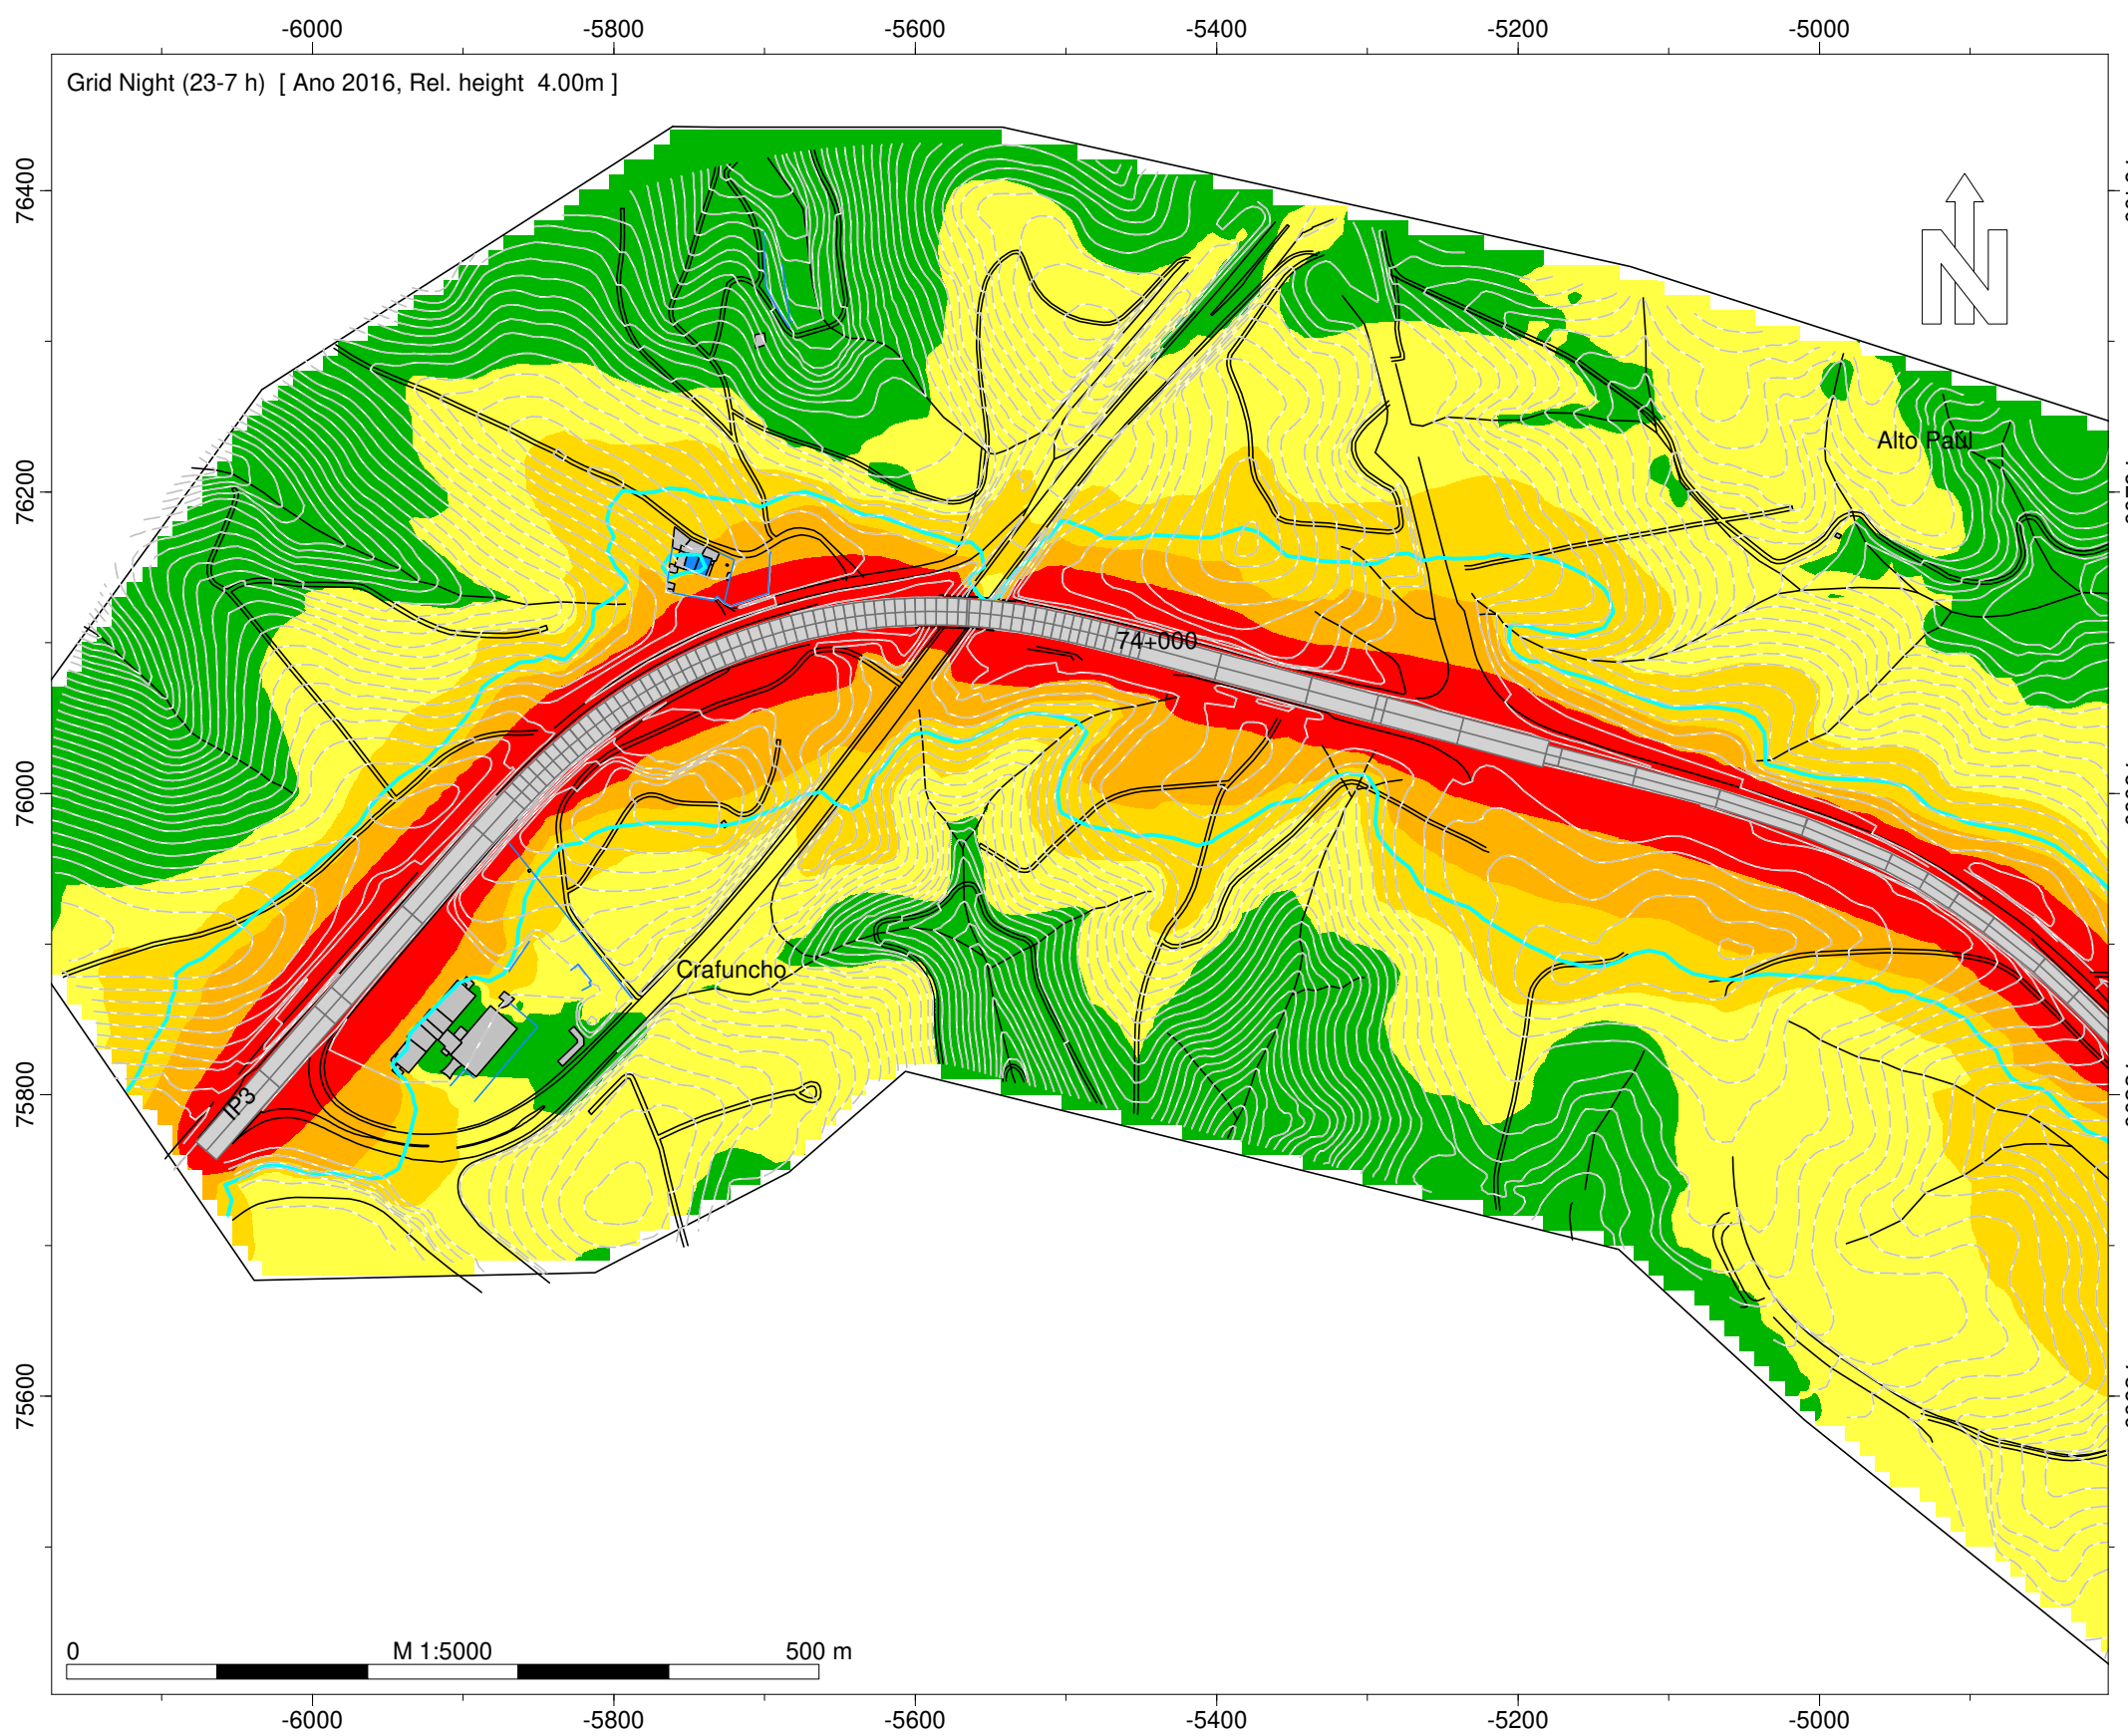 -6000 -5800 -5600 -5400 -5200 -5000
Grid Night (23-7 h) [ Ano 2016, Rel. height 4.00m ]
76400
N
76200
Alto Paúl
74+000
76000
Crafuncho
IP3
75800
75600
0 M 1:5000 500 m
-6000 -5800 -5600 -5400 -5200 -5000